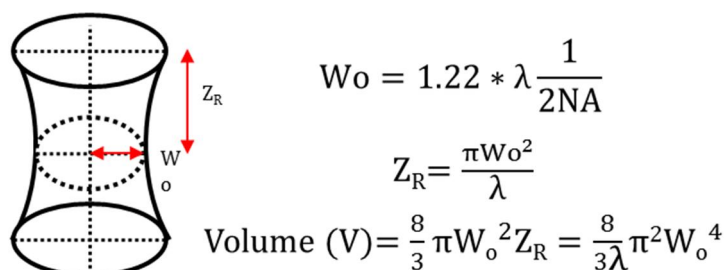 Z_R
W
o
Wo = 1.22 * λ 1/2NA
Z_R= πWo²/λ
Volume (V)= 8/3 πW_o²Z_R = 8/3λ π²W_o⁴